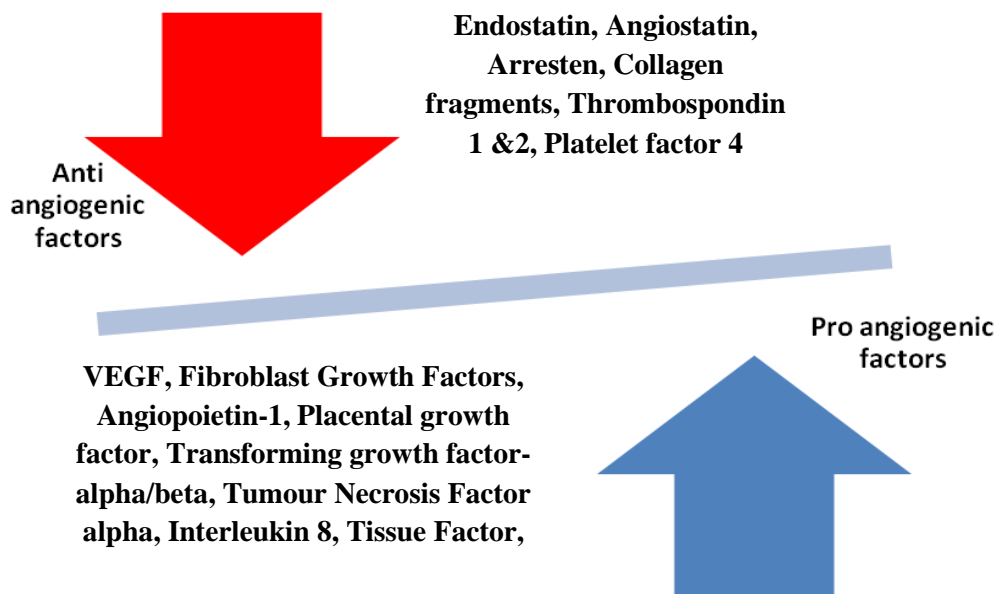 Endostatin, Angiostatin,
Arresten, Collagen
fragments, Thrombospondin
1 &2, Platelet factor 4
Anti
angiogenic
factors
Pro angiogenic
factors
VEGF, Fibroblast Growth Factors,
Angiopoietin-1, Placental growth
factor, Transforming growth factor-
alpha/beta, Tumour Necrosis Factor
alpha, Interleukin 8, Tissue Factor,